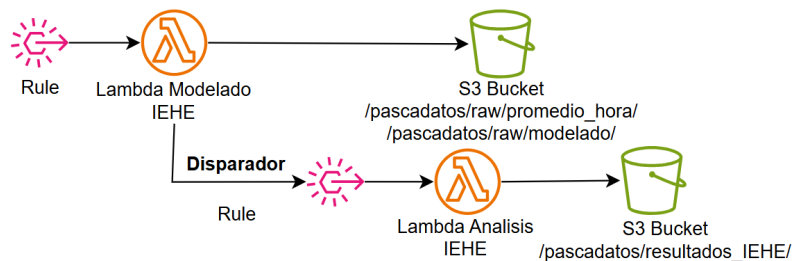 Rule
Lambda Modelado
IEHE
S3 Bucket
/pascadatos/raw/promedio_hora/
/pascadatos/raw/modelado/
Disparador
Rule
Lambda Analisis
IEHE
S3 Bucket
/pascadatos/resultados_IEHE/